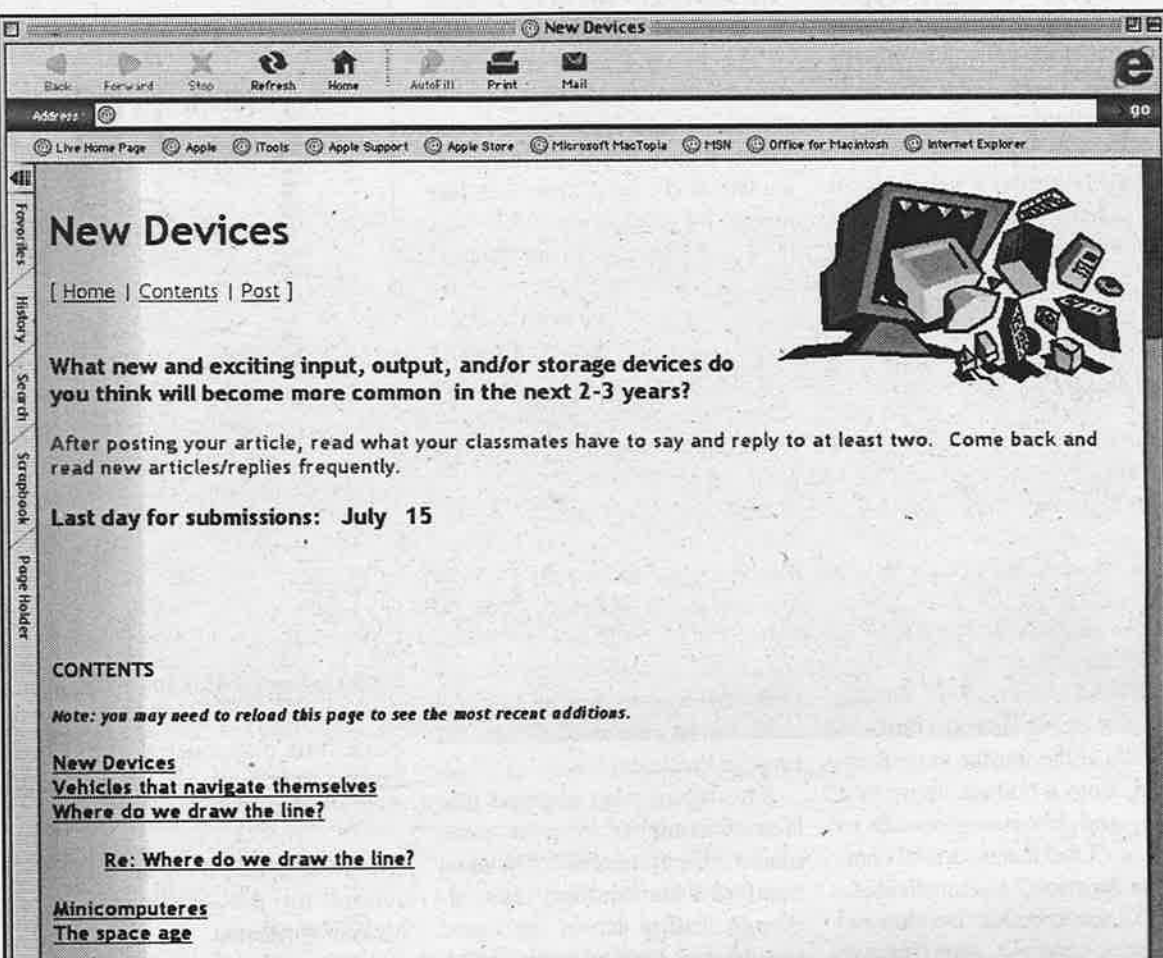 New Devices
Back Forward Stop Refresh Home AutoFill Print Mail
Address go
Live Home Page Apple iTools Apple Support Apple Store Microsoft MacTopia MSN Office for Macintosh Internet Explorer
Favorites
History
Search
Scrapbook
Page Holder
New Devices
[ Home | Contents | Post ]
What new and exciting input, output, and/or storage devices do
you think will become more common in the next 2-3 years?
After posting your article, read what your classmates have to say and reply to at least two. Come back and
read new articles/replies frequently.
Last day for submissions: July 15
CONTENTS
Note: you may need to reload this page to see the most recent additions.
New Devices
Vehicles that navigate themselves
Where do we draw the line?
Re: Where do we draw the line?
Minicomputeres
The space age